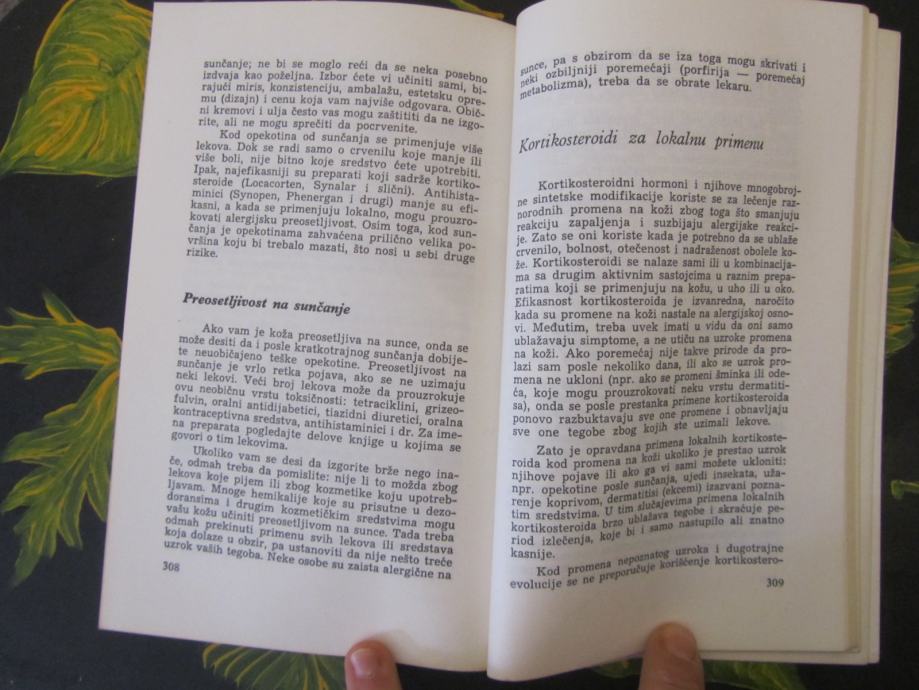 sunčanje; ne bi se moglo reći da se neka posebno
izdvaja kao poželjna. Izbor ćete vi učiniti sami, bi-
rajući miris, konzistenciju, ambalažu, estetsku opre-
mu (dizajn) i cenu koja vam najviše odgovara. Obič-
ni kremovi i ulja često vas mogu zaštititi da ne izgo-
rite, ali ne mogu sprečiti da pocrvenite.
Kod opekotina od sunčanja se primenjuje više
lekova. Dok se radi samo o crvenilu koje manje ili
više boli, nije bitno koje sredstvo ćete upotrebiti.
Ipak, najefikasniji su preparati koji sadrže kortiko-
steroide (Locacorten, Synalar i slični). Antihista-
minici (Synopen, Phenergan i drugi) manje su efi-
kasni, a kada se primenjuju lokalno, mogu prouzro-
kovati alergijsku preosetljivost. Osim toga, kod sun-
čanja je opekotinama zahvaćena prilično velika po-
vršina koju bi trebalo mazati, što nosi u sebi druge
rizike.
Preosetljivost na sunčanje
Ako vam je koža preosetljiva na sunce, onda se
može desiti da i posle kratkotrajnog sunčanja dobije-
te neuobičajeno teške opekotine. Preosetljivost na
sunčanje je vrlo retka pojava, ako se ne uzimaju
neki lekovi. Veći broj lekova može da prouzrokuje
ovu neobičnu vrstu toksičnosti: tetraciklini, grizeo-
fulvin, oralni antidijabetici, tiazidni diuretici, oralna
kontraceptivna sredstva, antihistaminici i dr. Za ime-
na preparata pogledajte delove knjige u kojima se
govori o tim lekovima.
Ukoliko vam se desi da izgorite brže nego ina-
če, odmah treba da pomislite: nije li to možda zbog
lekova koje pijem ili zbog kozmetike koju upotreb-
ljavam. Mnoge hemikalije koje su prisutne u dezo-
doransima i drugim kozmetičkim sredstvima mogu
vašu kožu učiniti preosetljivom na sunce. Tada treba
odmah prekinuti primenu svih lekova ili sredstava
koja dolaze u obzir, pa ustanoviti da nije nešto treće
uzrok vaših tegoba. Neke osobe su zaista alergične na
308
sunce, pa s obzirom da se iza toga mogu skrivati i
neki ozbiljniji poremećaji (porfirija — poremećaj
metabolizma), treba da se obrate lekaru.
Kortikosteroidi za lokalnu primenu
Kortikosteroidni hormoni i njihove mnogobroj-
ne sintetske modifikacije koriste se za lečenje raz-
norodnih promena na koži zbog toga što smanjuju
reakciju zapaljenja i suzbijaju alergijske reakci-
je. Zato se oni koriste kada je potrebno da se ublaže
crvenilo, bolnost, otečenost i nadraženost obolele ko-
že. Kortikosteroidi se nalaze sami ili u kombinacija-
ma sa drugim aktivnim sastojcima u raznim prepa-
ratima koji se primenjuju na kožu, u uho ili u oko.
Efikasnost kortikosteroida je izvanredna, naročito
kada su promene na koži nastale na alergijskoj osno-
vi. Međutim, treba uvek imati u vidu da oni samo
ublažavaju simptome, a ne utiču na uzroke promena
na koži. Ako poremećaj nije takve prirode da pro-
lazi sam posle nekoliko dana, ili ako se uzrok pro-
mena ne ukloni (npr. ako se promeni šminka ili ode-
ća, koje mogu prouzrokovati neku vrstu dermatiti-
sa), onda se posle prestanka primene kortikosteroida
ponovo razbuktavaju sve one promene i obnavljaju
sve one tegobe zbog kojih ste uzimali lekove.
Zato je opravdana primena lokalnih kortikoste-
roida kod promena na koži ukoliko je prestao uzrok
njihove pojave ili ako ga vi sami možete ukloniti:
npr. opekotine posle sunčanja, ujedi insekata, uža-
renje koprivom, dermatitisi (ekcemi) izazvani pozna-
tim sredstvima. U tim slučajevima primena lokalnih
kortikosteroida brzo ublažava tegobe i skraćuje pe-
riod izlečenja, koje bi i samo nastupilo ali znatno
kasnije.
Kod promena nepoznatog uzroka i dugotrajne
evolucije se ne preporučuje korišćenje kortikostero-
309